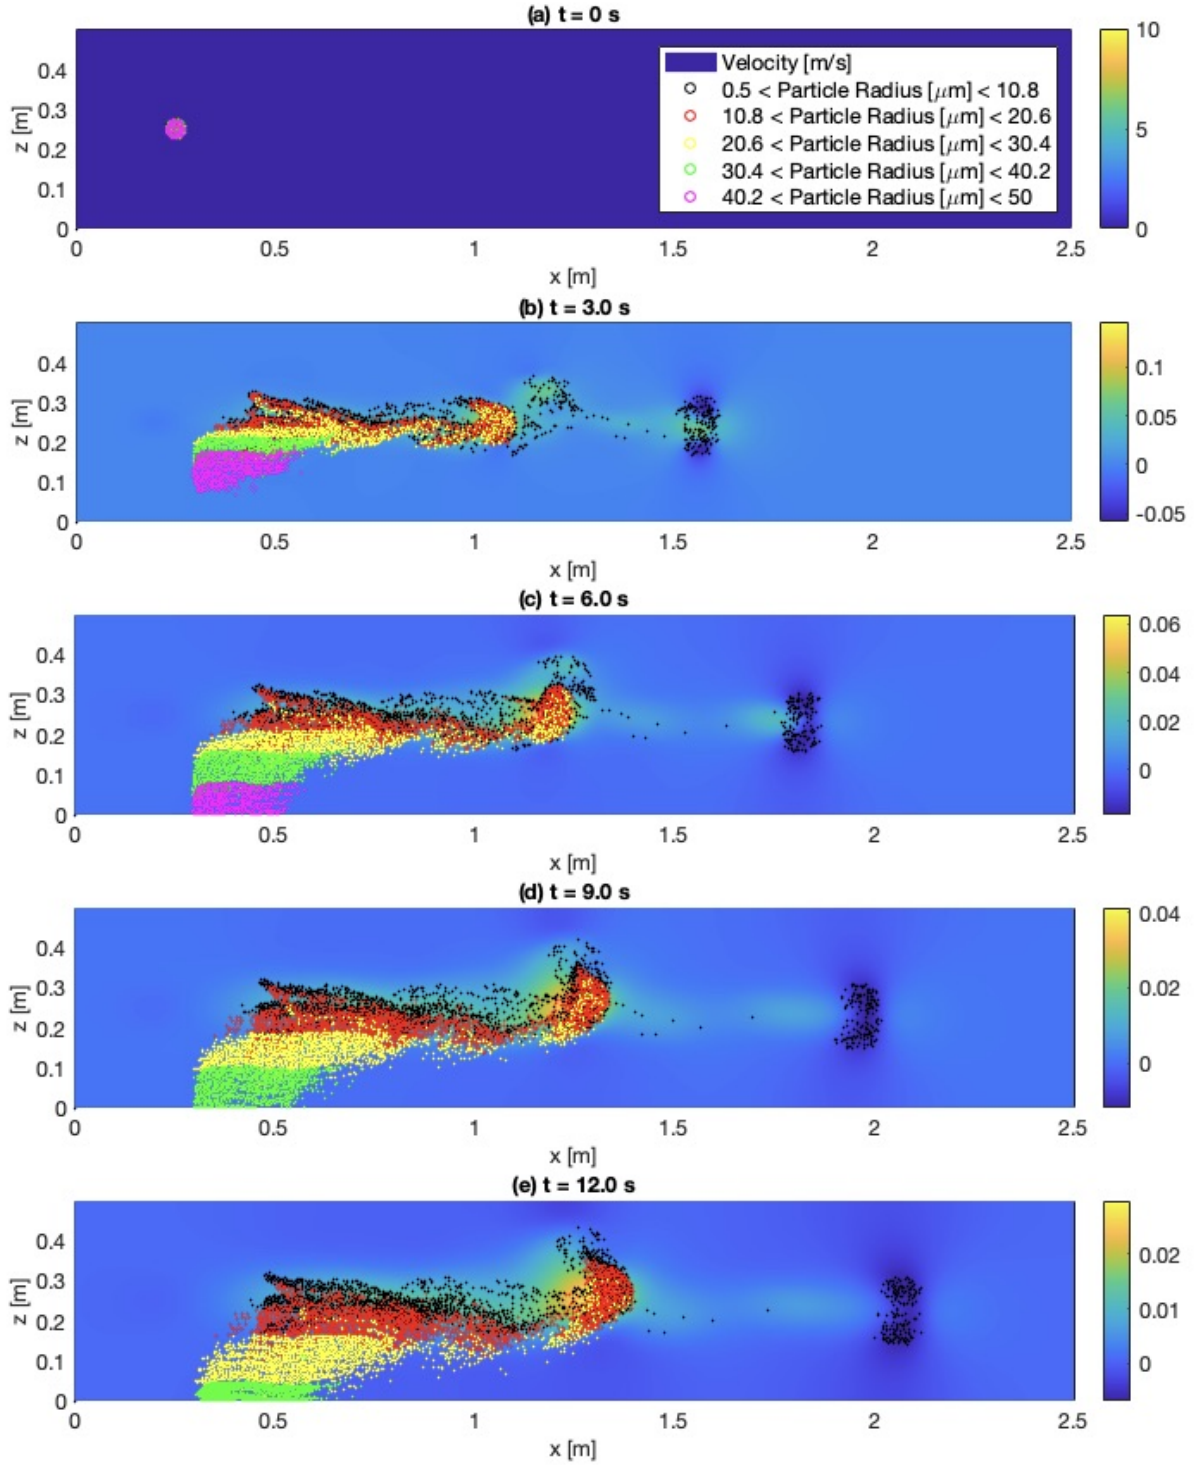 (a) t = 0 s
z [m]
0.4
0.3
0.2
0.1
0
Velocity [m/s]
0.5 < Particle Radius [μm] < 10.8
10.8 < Particle Radius [μm] < 20.6
20.6 < Particle Radius [μm] < 30.4
30.4 < Particle Radius [μm] < 40.2
40.2 < Particle Radius [μm] < 50
10
5
0
0 0.5 1 1.5 2 2.5
x [m]
(b) t = 3.0 s
z [m]
0.4
0.3
0.2
0.1
0
0.1
0.05
0
-0.05
0 0.5 1 1.5 2 2.5
x [m]
(c) t = 6.0 s
z [m]
0.4
0.3
0.2
0.1
0
0.06
0.04
0.02
0
0 0.5 1 1.5 2 2.5
x [m]
(d) t = 9.0 s
z [m]
0.4
0.3
0.2
0.1
0
0.04
0.02
0
0 0.5 1 1.5 2 2.5
x [m]
(e) t = 12.0 s
z [m]
0.4
0.3
0.2
0.1
0
0.02
0.01
0
0 0.5 1 1.5 2 2.5
x [m]